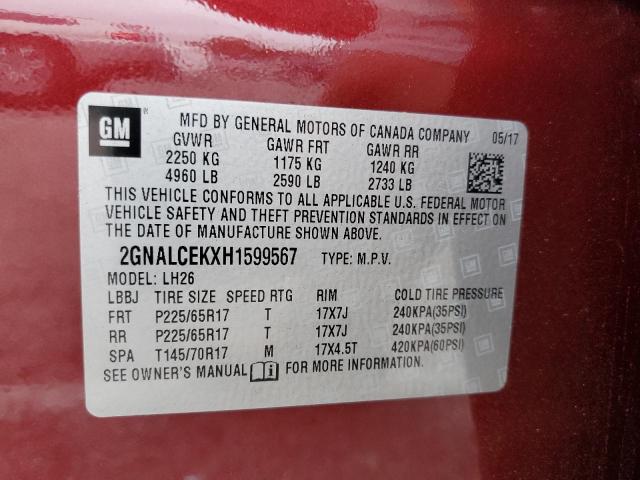 GM
MFD BY GENERAL MOTORS OF CANADA COMPANY 05/17
GVWR GAWR FRT GAWR RR
2250 KG 1175 KG 1240 KG
4960 LB 2590 LB 2733 LB
THIS VEHICLE CONFORMS TO ALL APPLICABLE U.S. FEDERAL MOTOR
VEHICLE SAFETY AND THEFT PREVENTION STANDARDS IN EFFECT ON
THE DATE OF MANUFACTURE SHOWN ABOVE.
2GNALCEKXH1599567 TYPE: M.P.V.
MODEL: LH26
LBBJ TIRE SIZE SPEED RTG RIM COLD TIRE PRESSURE
FRT P225/65R17 T 17X7J 240KPA(35PSI)
RR P225/65R17 T 17X7J 240KPA(35PSI)
SPA T145/70R17 M 17X4.5T 420KPA(60PSI)
SEE OWNER'S MANUAL FOR MORE INFORMATION.